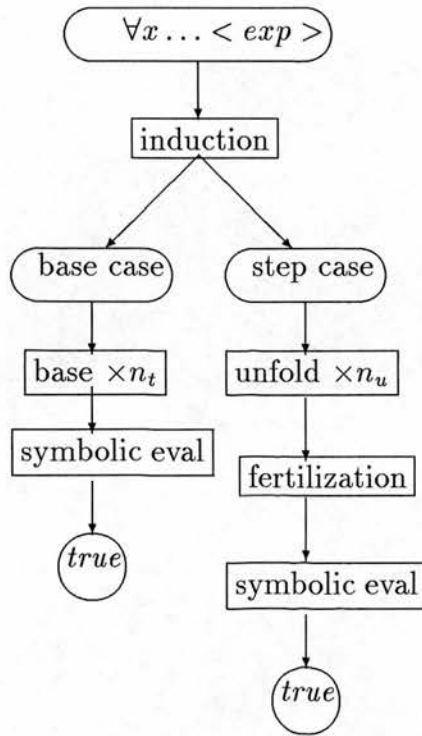 ∀x … < exp >
induction
base case
step case
base ×n_t
unfold ×n_u
symbolic eval
fertilization
true
symbolic eval
true